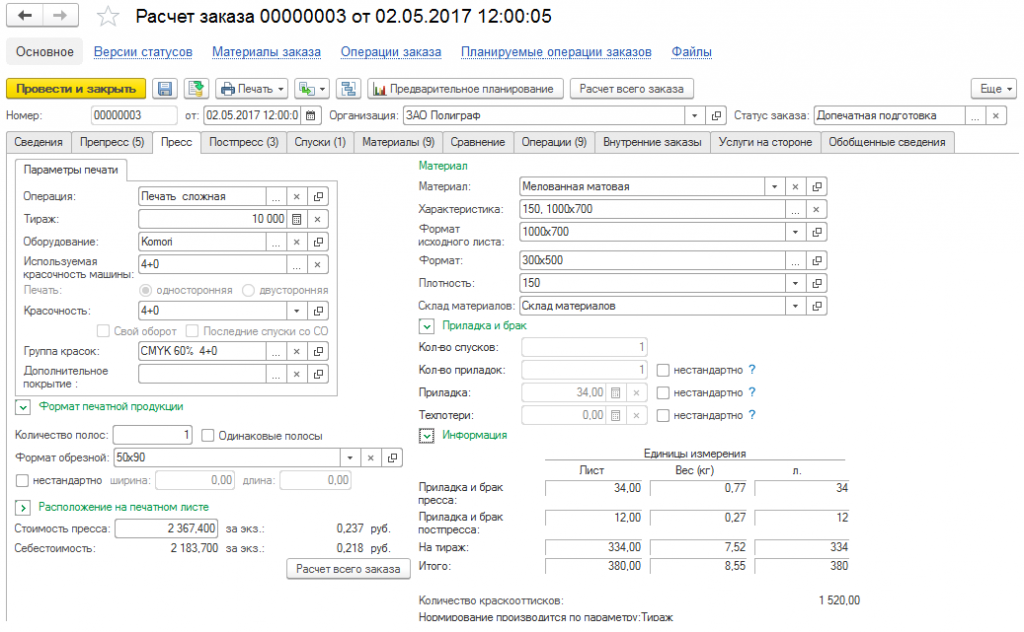 Расчет заказа 00000003 от 02.05.2017 12:00:05
Основное Версии статусов Материалы заказа Операции заказа Планируемые операции заказов Файлы
Провести и закрыть Печать Предварительное планирование Расчет всего заказа Еще
Номер: 00000003 от: 02.05.2017 12:00:0 Организация: ЗАО Полиграф Статус заказа: Допечатная подготовка ... ×
Сведения Препресс (5) Пресс Постпресс (3) Спуски (1) Материалы (9) Сравнение Операции (9) Внутренние заказы Услуги на стороне Обобщенные сведения
Параметры печати
Операция: Печать сложная ... ×
Тираж: 10 000 ×
Оборудование: Komori ... ×
Используемая
красочность машины: 4+0 ... ×
Печать: односторонняя двусторонняя
Красочность: 4+0
Свой оборот Последние спуски со СО
Группа красок: CMYK 60% 4+0 ... ×
Дополнительное
покрытие : ... ×
Формат печатной продукции
Количество полос: 1 Одинаковые полосы
Формат обрезной: 50x90 ×
нестандартно ширина: 0,00 длина: 0,00
Расположение на печатном листе
Стоимость пресса: 2 367,400 за экз.: 0,237 руб.
Себестоимость: 2 183,700 за экз.: 0,218 руб.
Расчет всего заказа
Материал
Материал: Мелованная матовая ×
Характеристика: 150, 1000x700 ... ×
Формат
исходного листа: 1000x700
Формат: 300x500 ...
Плотность: 150
Склад материалов: Склад материалов
Приладка и брак
Кол-во спусков: 1
Кол-во приладок: 1 нестандартно ?
Приладка: 34,00 × нестандартно ?
Техпотери: 0,00 × нестандартно ?
Информация
Единицы измерения
Лист Вес (кг) л.
Приладка и брак
пресса: 34,00 0,77 34
Приладка и брак
постпресса: 12,00 0,27 12
На тираж: 334,00 7,52 334
Итого: 380,00 8,55 380
Количество краскооттисков: 1 520,00
Нормирование производится по параметру:Тираж